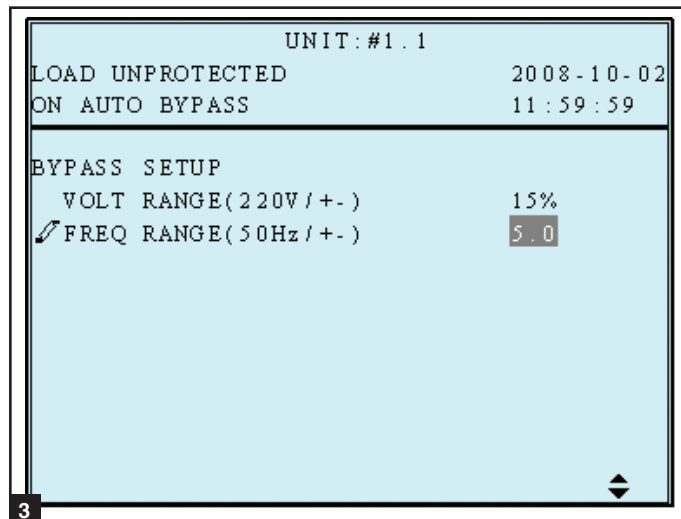 UNIT:#1.1
LOAD UNPROTECTED 2008-10-02
ON AUTO BYPASS 11:59:59
BYPASS SETUP
VOLT RANGE(220V/+-) 15%
FREQ RANGE(50Hz/+-) 5.0
3